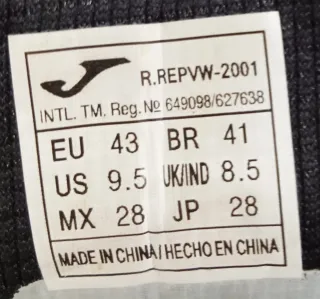 R.REPVW-2001
INTL. TM. Reg. № 649098/627638
EU 43 BR 41
US 9.5 UK/IND 8.5
MX 28 JP 28
MADE IN CHINA/HECHO EN CHINA